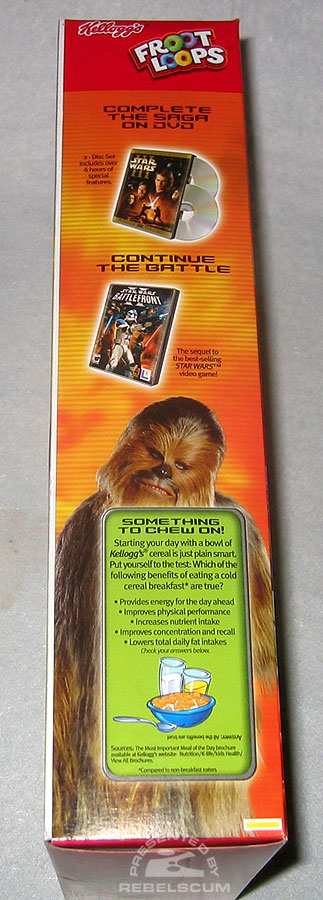 Kellogg's
FROOT
LOOPS
COMPLETE
THE SAGA
ON DVD
2 - Disc Set
includes over
6 hours of
special
features.
STAR
WARS
III
CONTINUE
THE BATTLE
STAR WARS
BATTLEFRONT
II
The sequel to
the best-selling
STAR WARS™
video game!
SOMETHING
TO CHEW ON!
Starting your day with a bowl of
Kellogg's® cereal is just plain smart.
Put yourself to the test: Which of the
following benefits of eating a cold
cereal breakfast* are true?
• Provides energy for the day ahead
• Improves physical performance
• Increases nutrient intake
• Improves concentration and recall
• Lowers total daily fat intakes
Check your answers below.
Answer: All the benefits are true
Sources: The Most Important Meal of the Day brochure
available at Kellogg's website- Nutrition/K-life/kids Health/
View All Brochures.
*Compared to non-breakfast eaters
PRESENTED BY
REBELSCUM